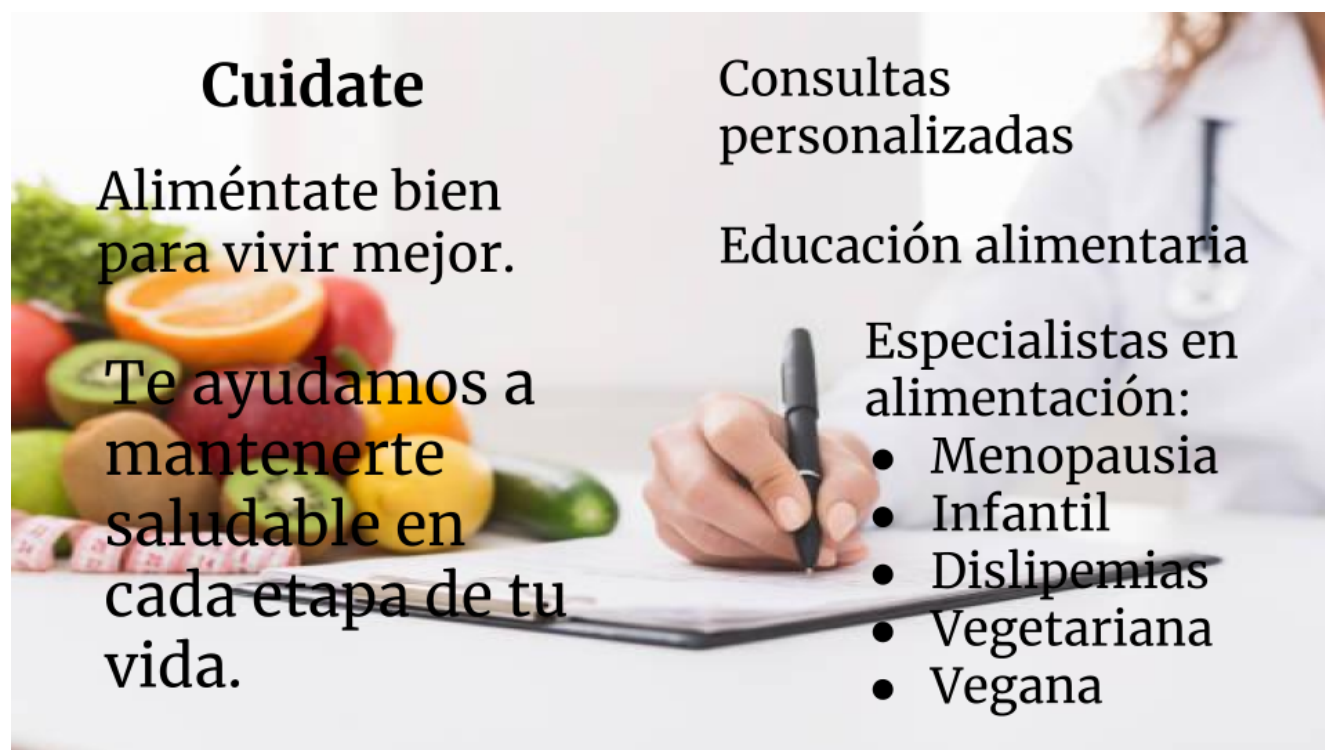 Cuidate
Aliméntate bien
para vivir mejor.
Te ayudamos a
mantenerte
saludable en
cada etapa de tu
vida.
Consultas
personalizadas
Educación alimentaria
Especialistas en
alimentación:
● Menopausia
● Infantil
● Dislipemias
● Vegetariana
● Vegana